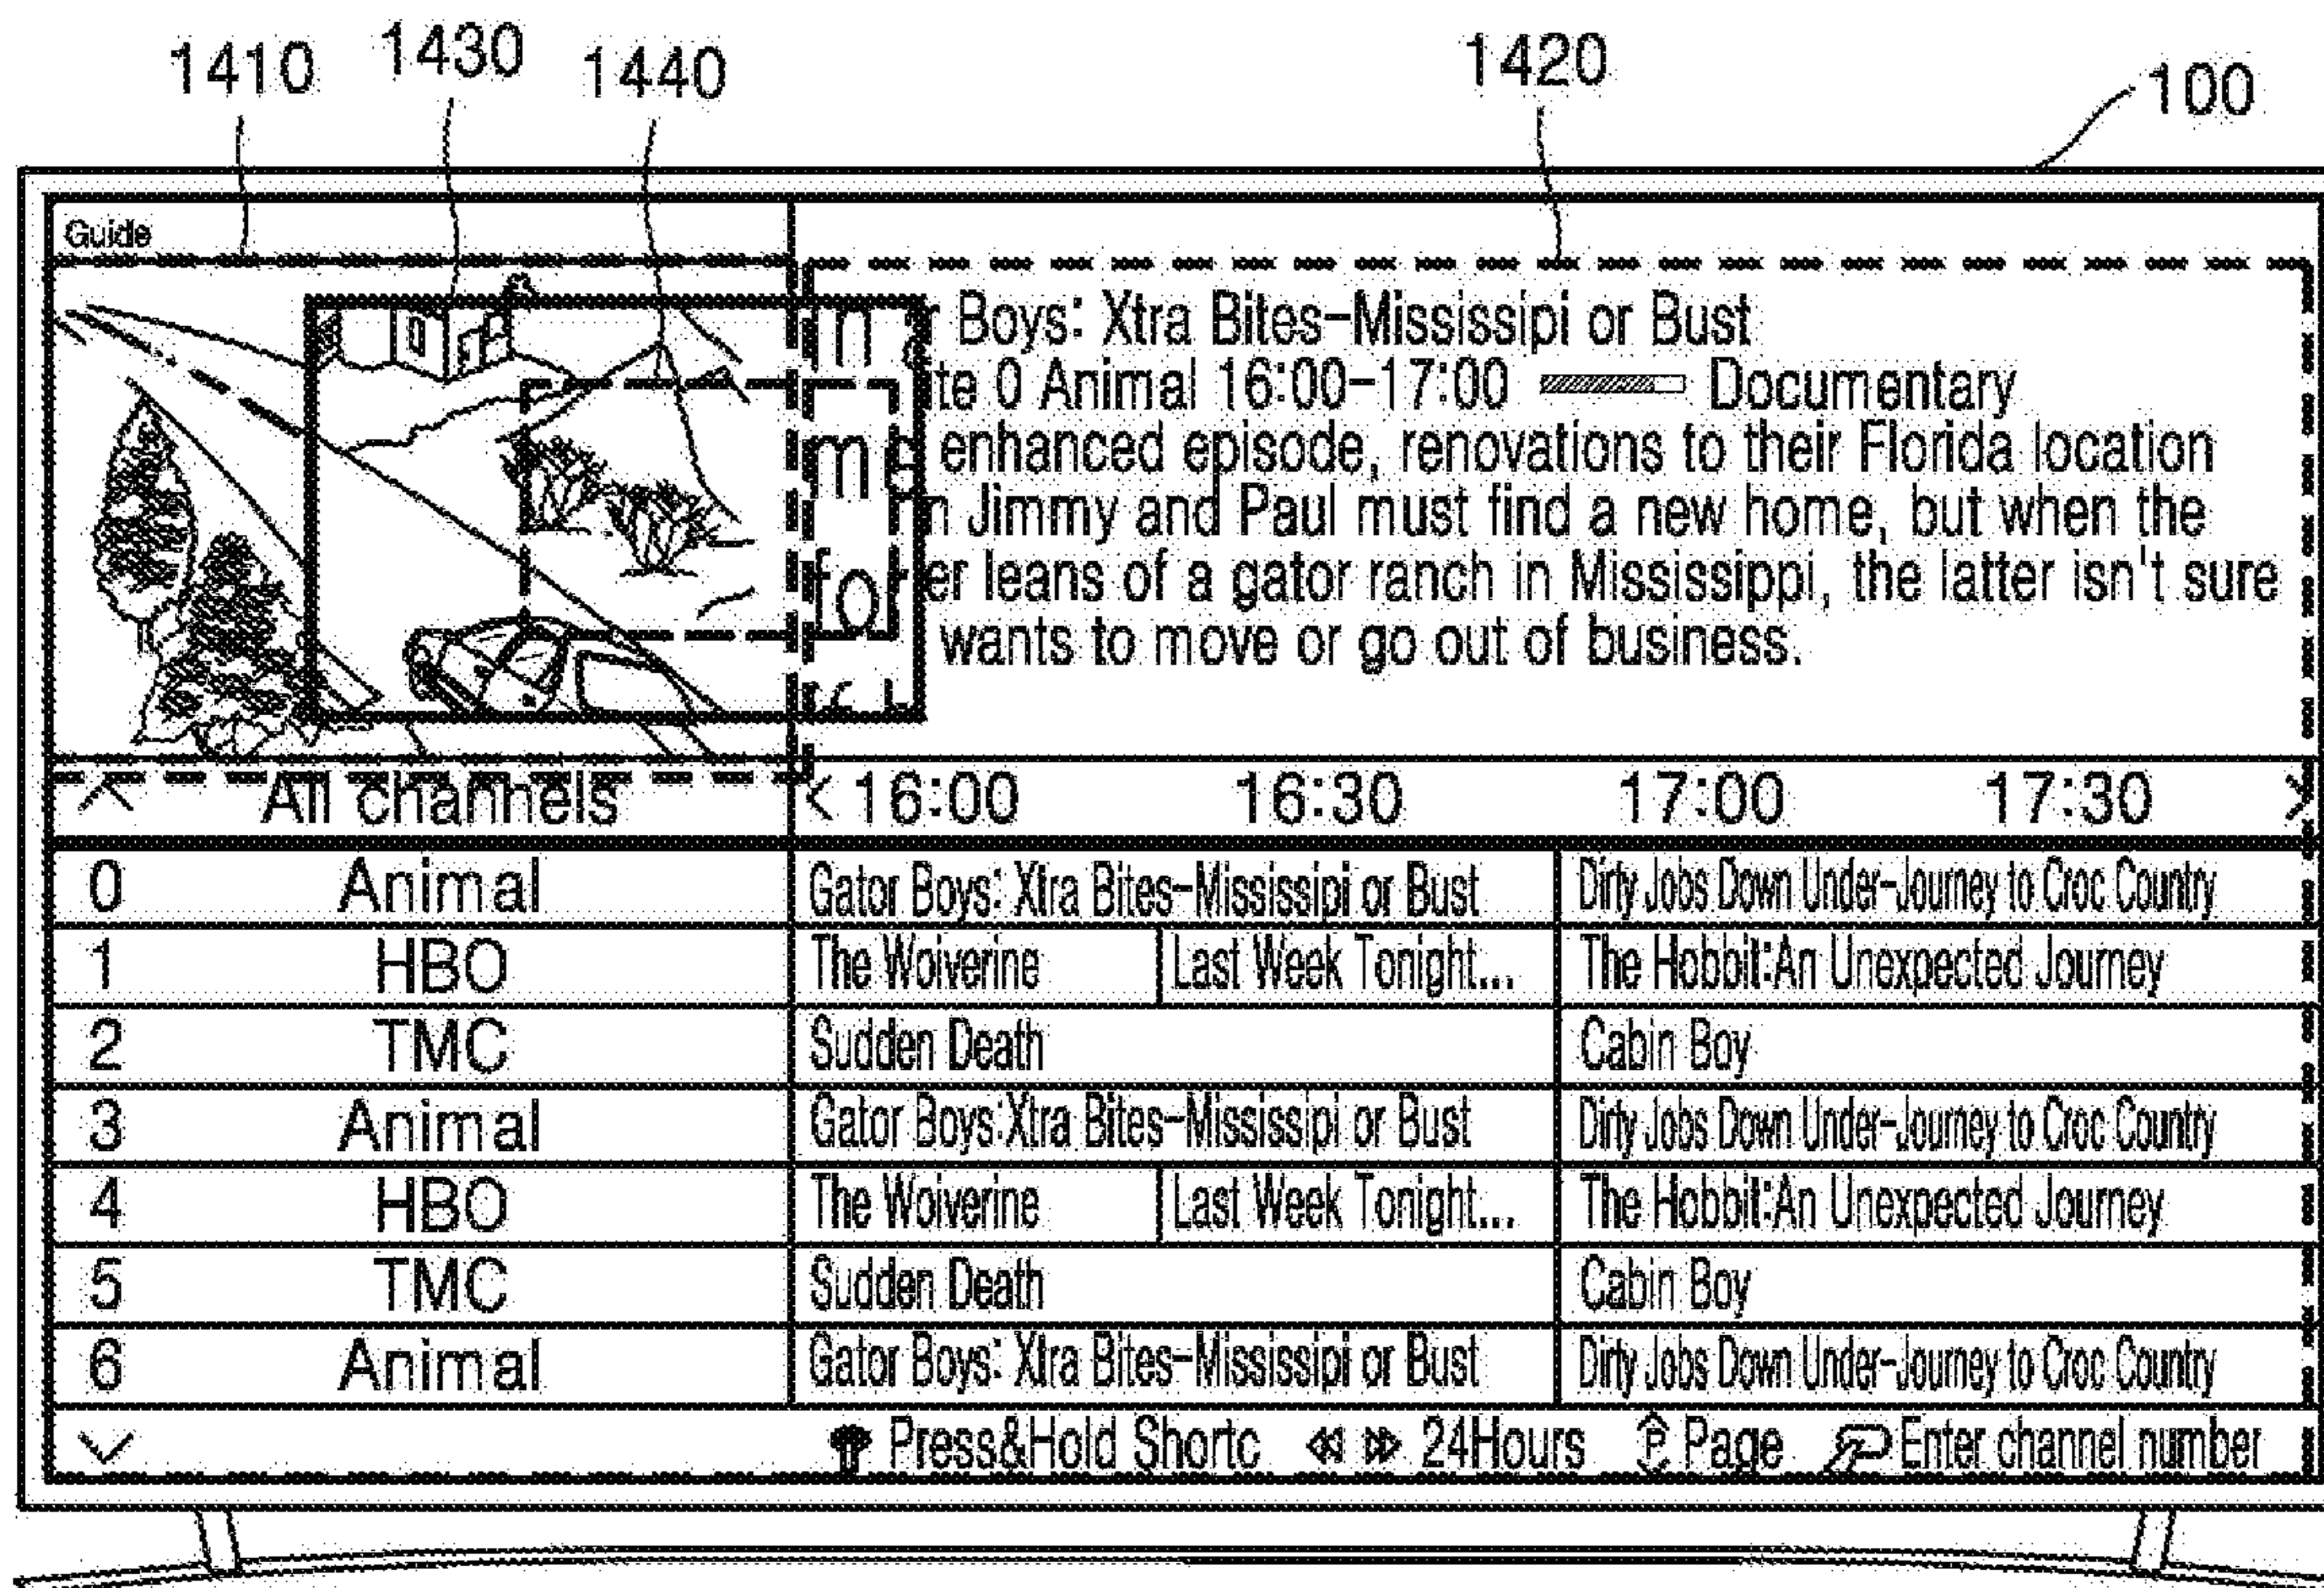 1410 1430 1440 1420 100
Guide
r Boys: Xtra Bites-Mississipi or Bust
te 0 Animal 16:00-17:00 Documentary
enhanced episode, renovations to their Florida location
n Jimmy and Paul must find a new home, but when the
fo er leans of a gator ranch in Mississippi, the latter isn't sure
wants to move or go out of business.
All channels < 16:00 16:30 17:00 17:30 >
0 Animal Gator Boys: Xtra Bites-Mississipi or Bust Dirty Jobs Down Under-Journey to Croc Country
1 HBO The Woiverine Last Week Tonight... The Hobbit:An Unexpected Journey
2 TMC Sudden Death Cabin Boy
3 Animal Gator Boys:Xtra Bites-Mississipi or Bust Dirty Jobs Down Under-Journey to Croc Country
4 HBO The Woiverine Last Week Tonight... The Hobbit:An Unexpected Journey
5 TMC Sudden Death Cabin Boy
6 Animal Gator Boys: Xtra Bites-Mississipi or Bust Dirty Jobs Down Under-Journey to Croc Country
Press&Hold Shortc 24Hours P Page Enter channel number